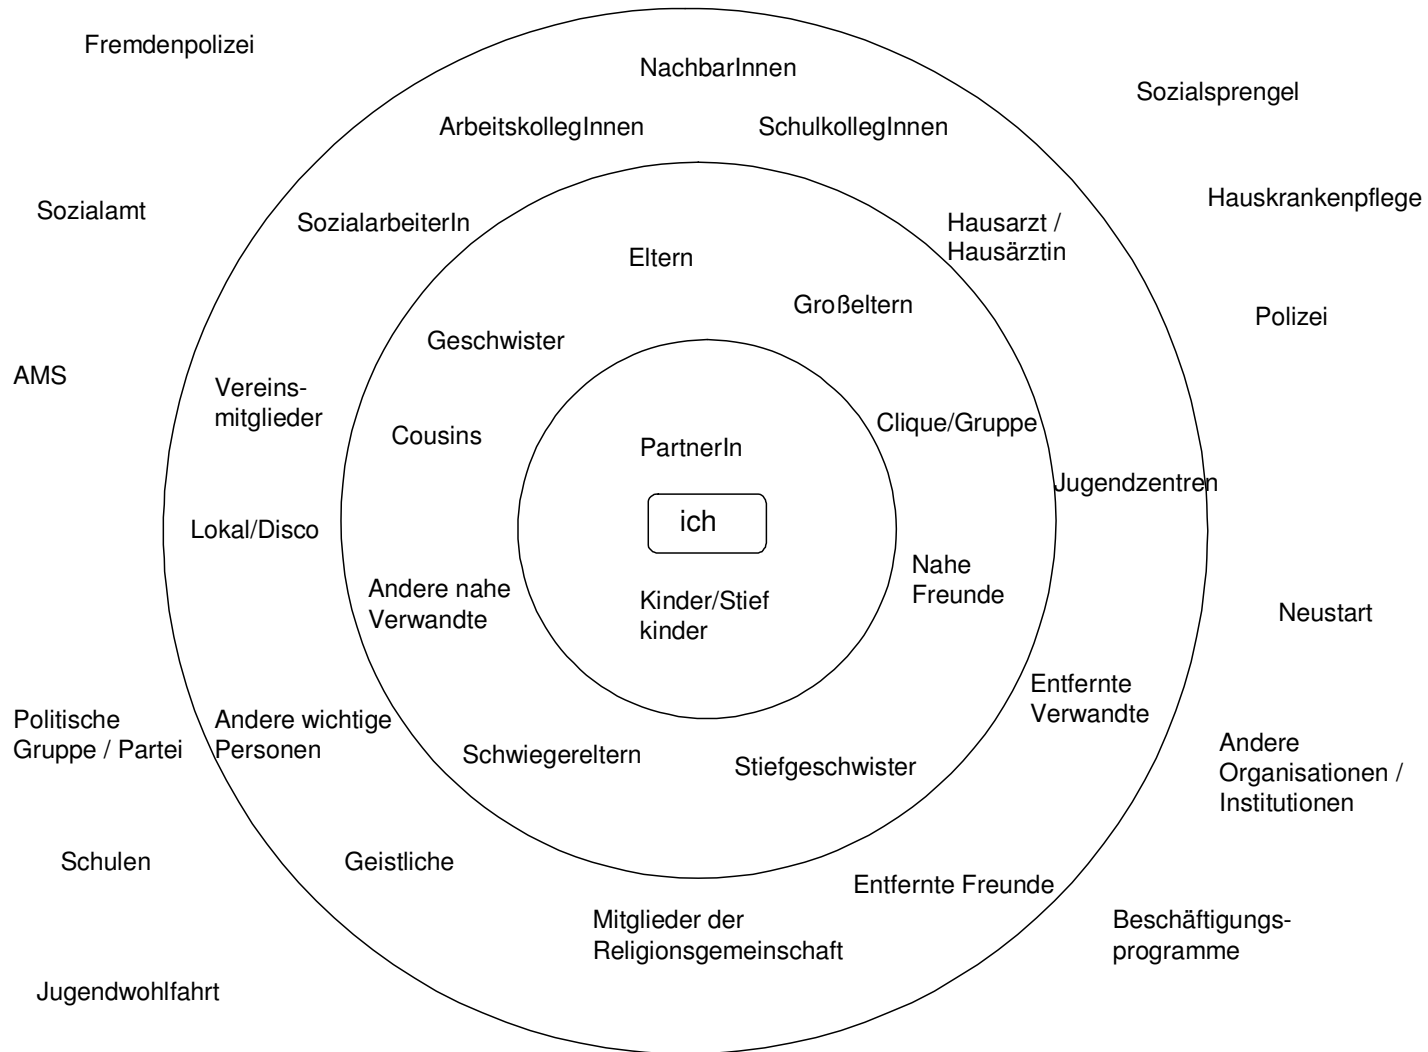 Fremdenpolizei
NachbarInnen
Sozialsprengel
ArbeitskollegInnen
SchulkollegInnen
Sozialamt
SozialarbeiterIn
Hausarzt /
Hausärztin
Hauskrankenpflege
Eltern
Großeltern
Polizei
Geschwister
AMS
Vereins-
mitglieder
Cousins
PartnerIn
Clique/Gruppe
Jugendzentren
Lokal/Disco
ich
Andere nahe
Verwandte
Kinder/Stief
kinder
Nahe
Freunde
Neustart
Politische
Gruppe / Partei
Andere wichtige
Personen
Schwiegereltern
Stiefgeschwister
Entfernte
Verwandte
Andere
Organisationen /
Institutionen
Schulen
Geistliche
Entfernte Freunde
Mitglieder der
Religionsgemeinschaft
Beschäftigungs-
programme
Jugendwohlfahrt